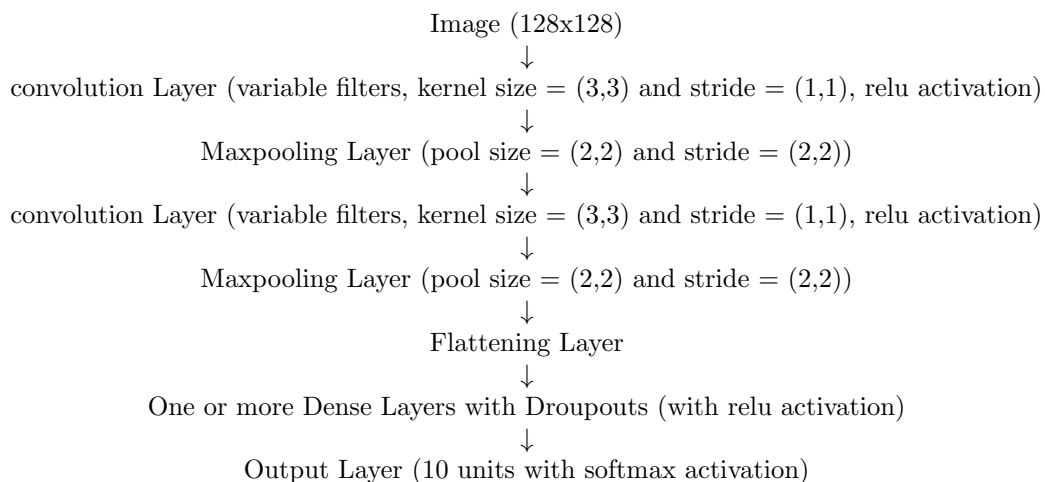 Image (128x128)
↓
convolution Layer (variable filters, kernel size = (3,3) and stride = (1,1), relu activation)
↓
Maxpooling Layer (pool size = (2,2) and stride = (2,2))
↓
convolution Layer (variable filters, kernel size = (3,3) and stride = (1,1), relu activation)
↓
Maxpooling Layer (pool size = (2,2) and stride = (2,2))
↓
Flattening Layer
↓
One or more Dense Layers with Droupouts (with relu activation)
↓
Output Layer (10 units with softmax activation)